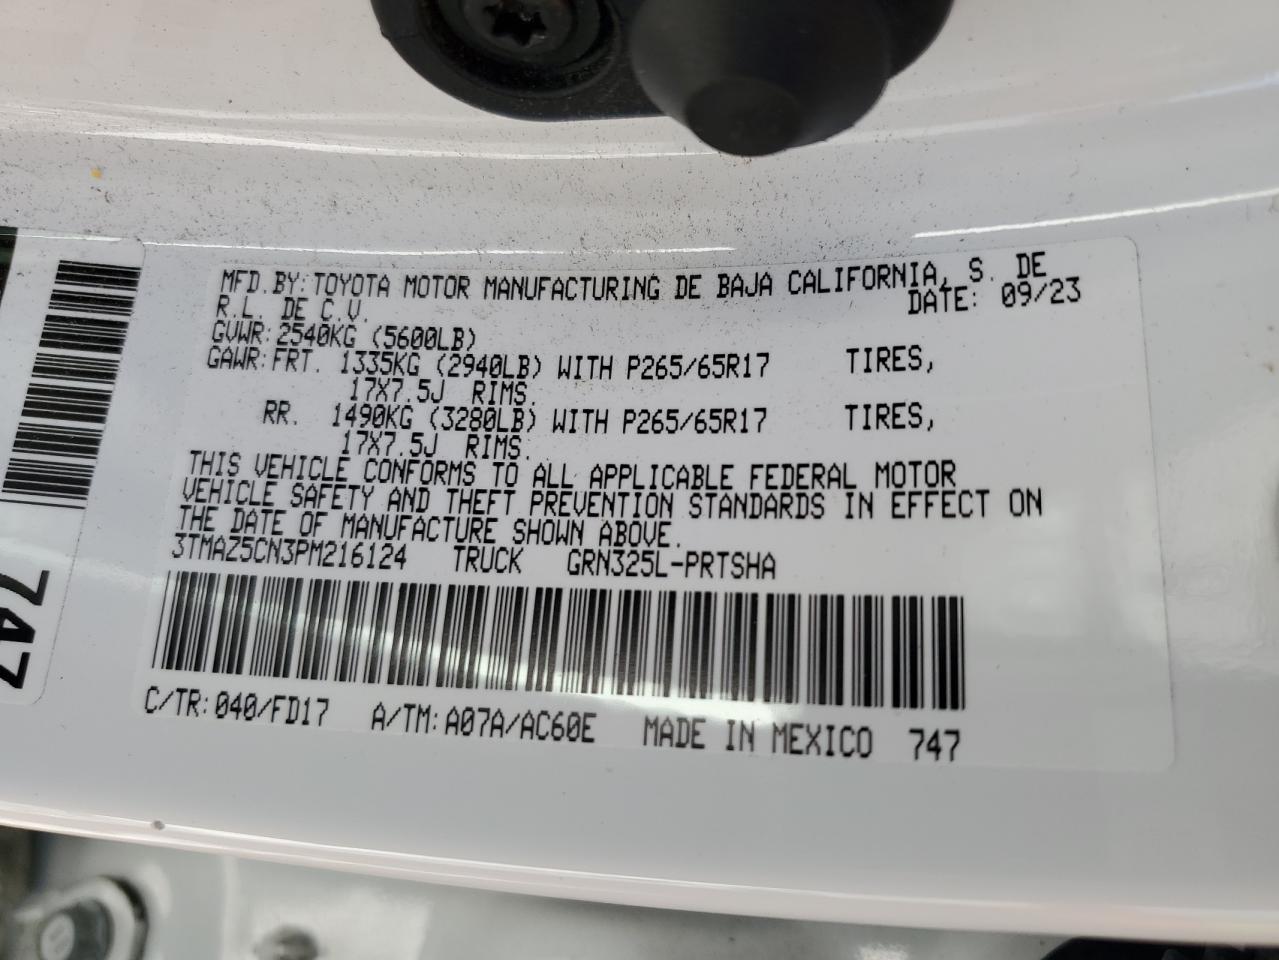 MFD.BY:TOYOTA MOTOR MANUFACTURING DE BAJA CALIFORNIA, S. DE
R.L. DE C.V. DATE: 09/23
GVWR:2540KG (5600LB)
GAWR:FRT. 1335KG (2940LB) WITH P265/65R17 TIRES,
17X7.5J RIMS.
RR. 1490KG (3280LB) WITH P265/65R17 TIRES,
17X7.5J RIMS.
THIS VEHICLE CONFORMS TO ALL APPLICABLE FEDERAL MOTOR
VEHICLE SAFETY AND THEFT PREVENTION STANDARDS IN EFFECT ON
THE DATE OF MANUFACTURE SHOWN ABOVE.
3TMAZ5CN3PM216124 TRUCK GRN325L-PRTSHA
C/TR:040/FD17 A/TM:A07A/AC60E MADE IN MEXICO 747
747